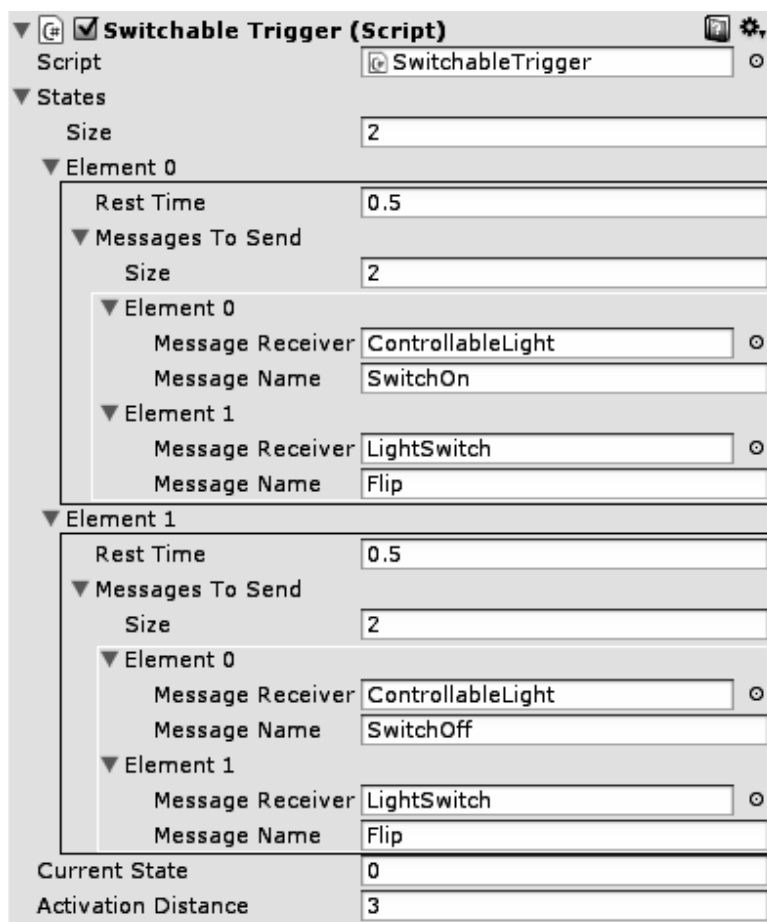 Switchable Trigger (Script)
Script SwitchableTrigger
States
Size 2
Element 0
Rest Time 0.5
Messages To Send
Size 2
Element 0
Message Receiver ControllableLight
Message Name SwitchOn
Element 1
Message Receiver LightSwitch
Message Name Flip
Element 1
Rest Time 0.5
Messages To Send
Size 2
Element 0
Message Receiver ControllableLight
Message Name SwitchOff
Element 1
Message Receiver LightSwitch
Message Name Flip
Current State 0
Activation Distance 3